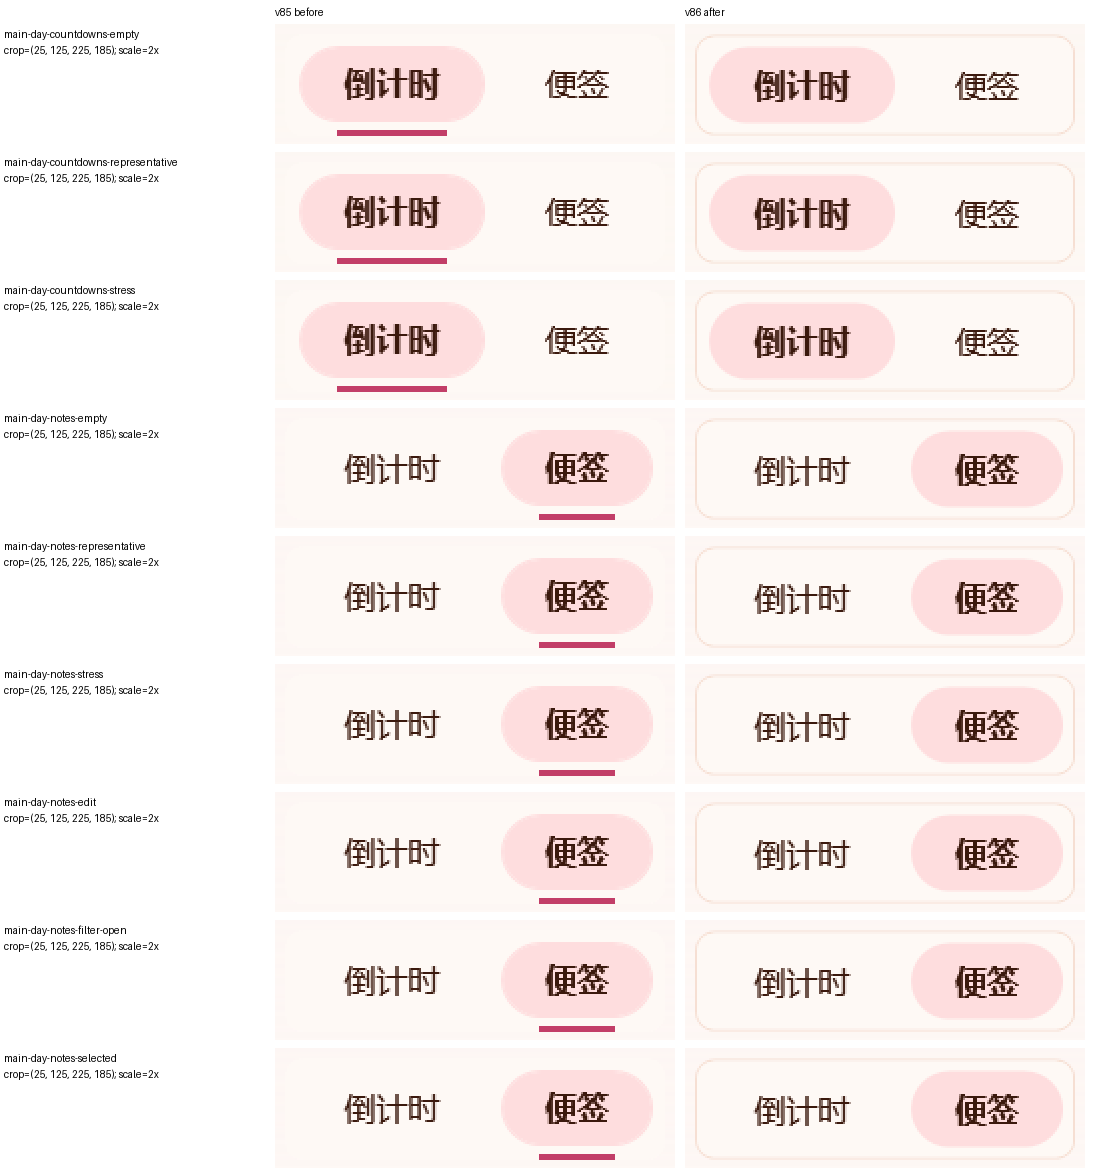 v85 before v86 after
main-day-countdowns-empty
crop=(25, 125, 225, 185); scale=2x
倒计时 便签 倒计时 便签
main-day-countdowns-representative
crop=(25, 125, 225, 185); scale=2x
倒计时 便签 倒计时 便签
main-day-countdowns-stress
crop=(25, 125, 225, 185); scale=2x
倒计时 便签 倒计时 便签
main-day-notes-empty
crop=(25, 125, 225, 185); scale=2x
倒计时 便签 倒计时 便签
main-day-notes-representative
crop=(25, 125, 225, 185); scale=2x
倒计时 便签 倒计时 便签
main-day-notes-stress
crop=(25, 125, 225, 185); scale=2x
倒计时 便签 倒计时 便签
main-day-notes-edit
crop=(25, 125, 225, 185); scale=2x
倒计时 便签 倒计时 便签
main-day-notes-filter-open
crop=(25, 125, 225, 185); scale=2x
倒计时 便签 倒计时 便签
main-day-notes-selected
crop=(25, 125, 225, 185); scale=2x
倒计时 便签 倒计时 便签